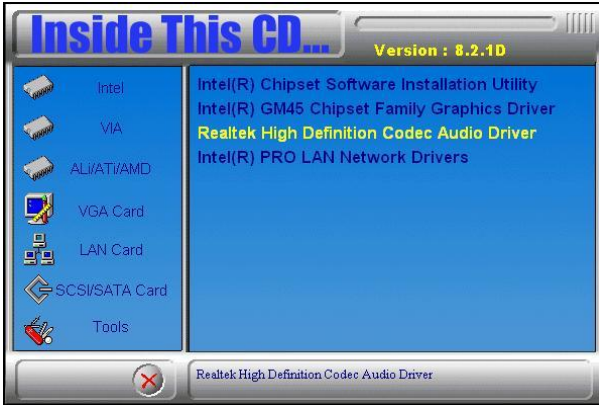 Inside This CD...
Version : 8.2.1D
Intel
VIA
ALi/ATi/AMD
VGA Card
LAN Card
SCSI/SATA Card
Tools
Intel(R) Chipset Software Installation Utility
Intel(R) GM45 Chipset Family Graphics Driver
Realtek High Definition Codec Audio Driver
Intel(R) PRO LAN Network Drivers
Realtek High Definition Codec Audio Driver